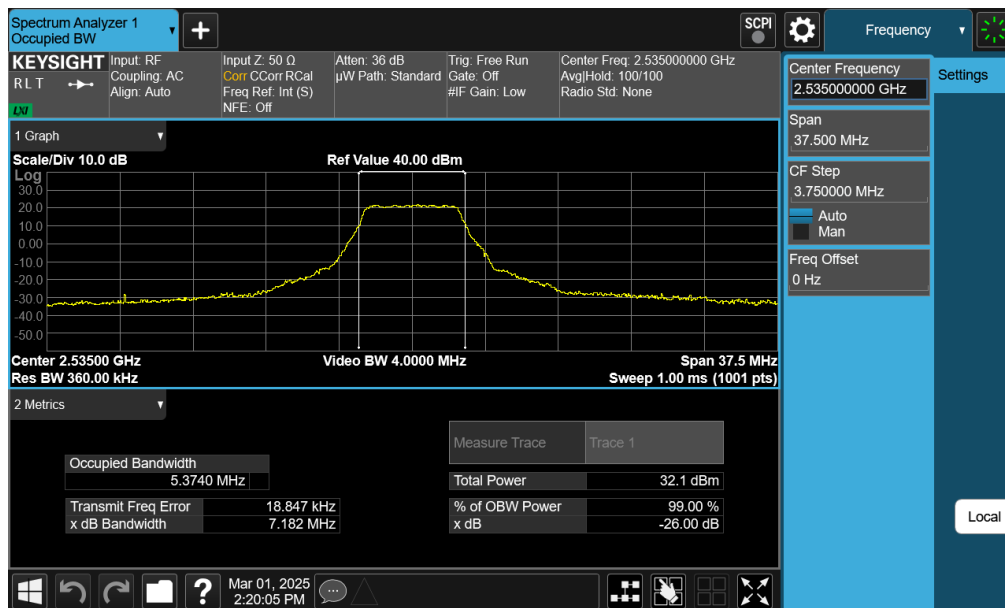 Spectrum Analyzer 1
Occupied BW
+
SCPI
Frequency
KEYSIGHT
R L T
LXI
Input: RF
Coupling: AC
Align: Auto
Input Z: 50 Ω
Corr CCorr RCal
Freq Ref: Int (S)
NFE: Off
Atten: 36 dB
µW Path: Standard
Trig: Free Run
Gate: Off
#IF Gain: Low
Center Freq: 2.535000000 GHz
Avg|Hold: 100/100
Radio Std: None
Center Frequency
2.535000000 GHz
Settings
Span
37.500 MHz
CF Step
3.750000 MHz
Auto
Man
Freq Offset
0 Hz
Local
1 Graph
Scale/Div 10.0 dB
Ref Value 40.00 dBm
Log
30.0
20.0
10.0
0.00
-10.0
-20.0
-30.0
-40.0
-50.0
Center 2.53500 GHz
Video BW 4.0000 MHz
Span 37.5 MHz
Res BW 360.00 kHz
Sweep 1.00 ms (1001 pts)
2 Metrics
Measure Trace
Trace 1
Occupied Bandwidth
5.3740 MHz
Total Power
32.1 dBm
Transmit Freq Error
18.847 kHz
% of OBW Power
99.00 %
x dB Bandwidth
7.182 MHz
x dB
-26.00 dB
?
Mar 01, 2025
2:20:05 PM